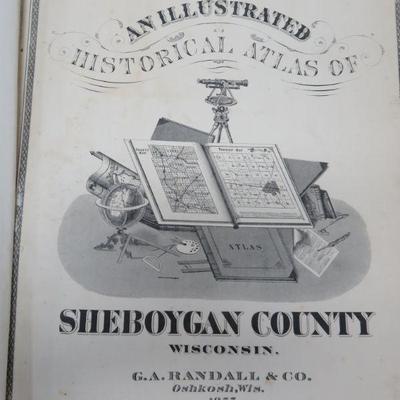 AN ILLUSTRATED
HISTORICAL ATLAS OF
ATLAS
SHEBOYGAN COUNTY
WISCONSIN.
G.A. RANDALL & CO.
Oshkosh, Wis.